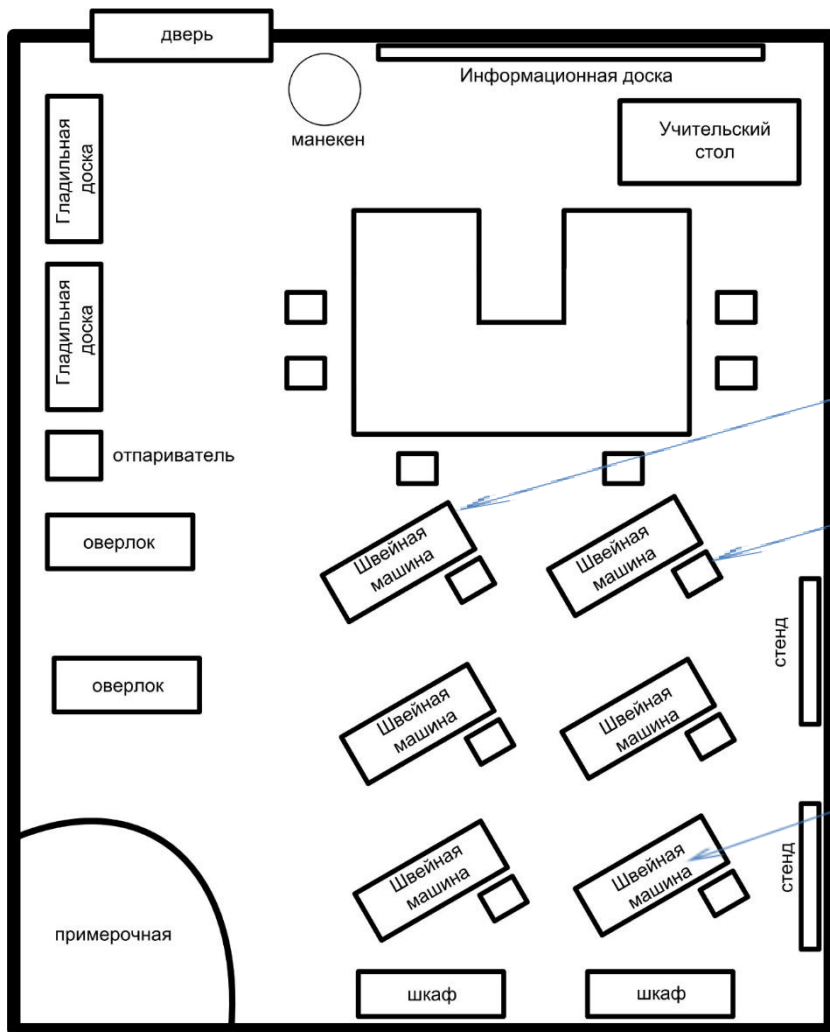 дверь
Информационная доска
манекен
Учительский
стол
Гладильная
доска
Гладильная
доска
отпариватель
оверлок
Швейная
машина
Швейная
машина
стенд
оверлок
Швейная
машина
Швейная
машина
Швейная
машина
Швейная
машина
стенд
примерочная
шкаф
шкаф